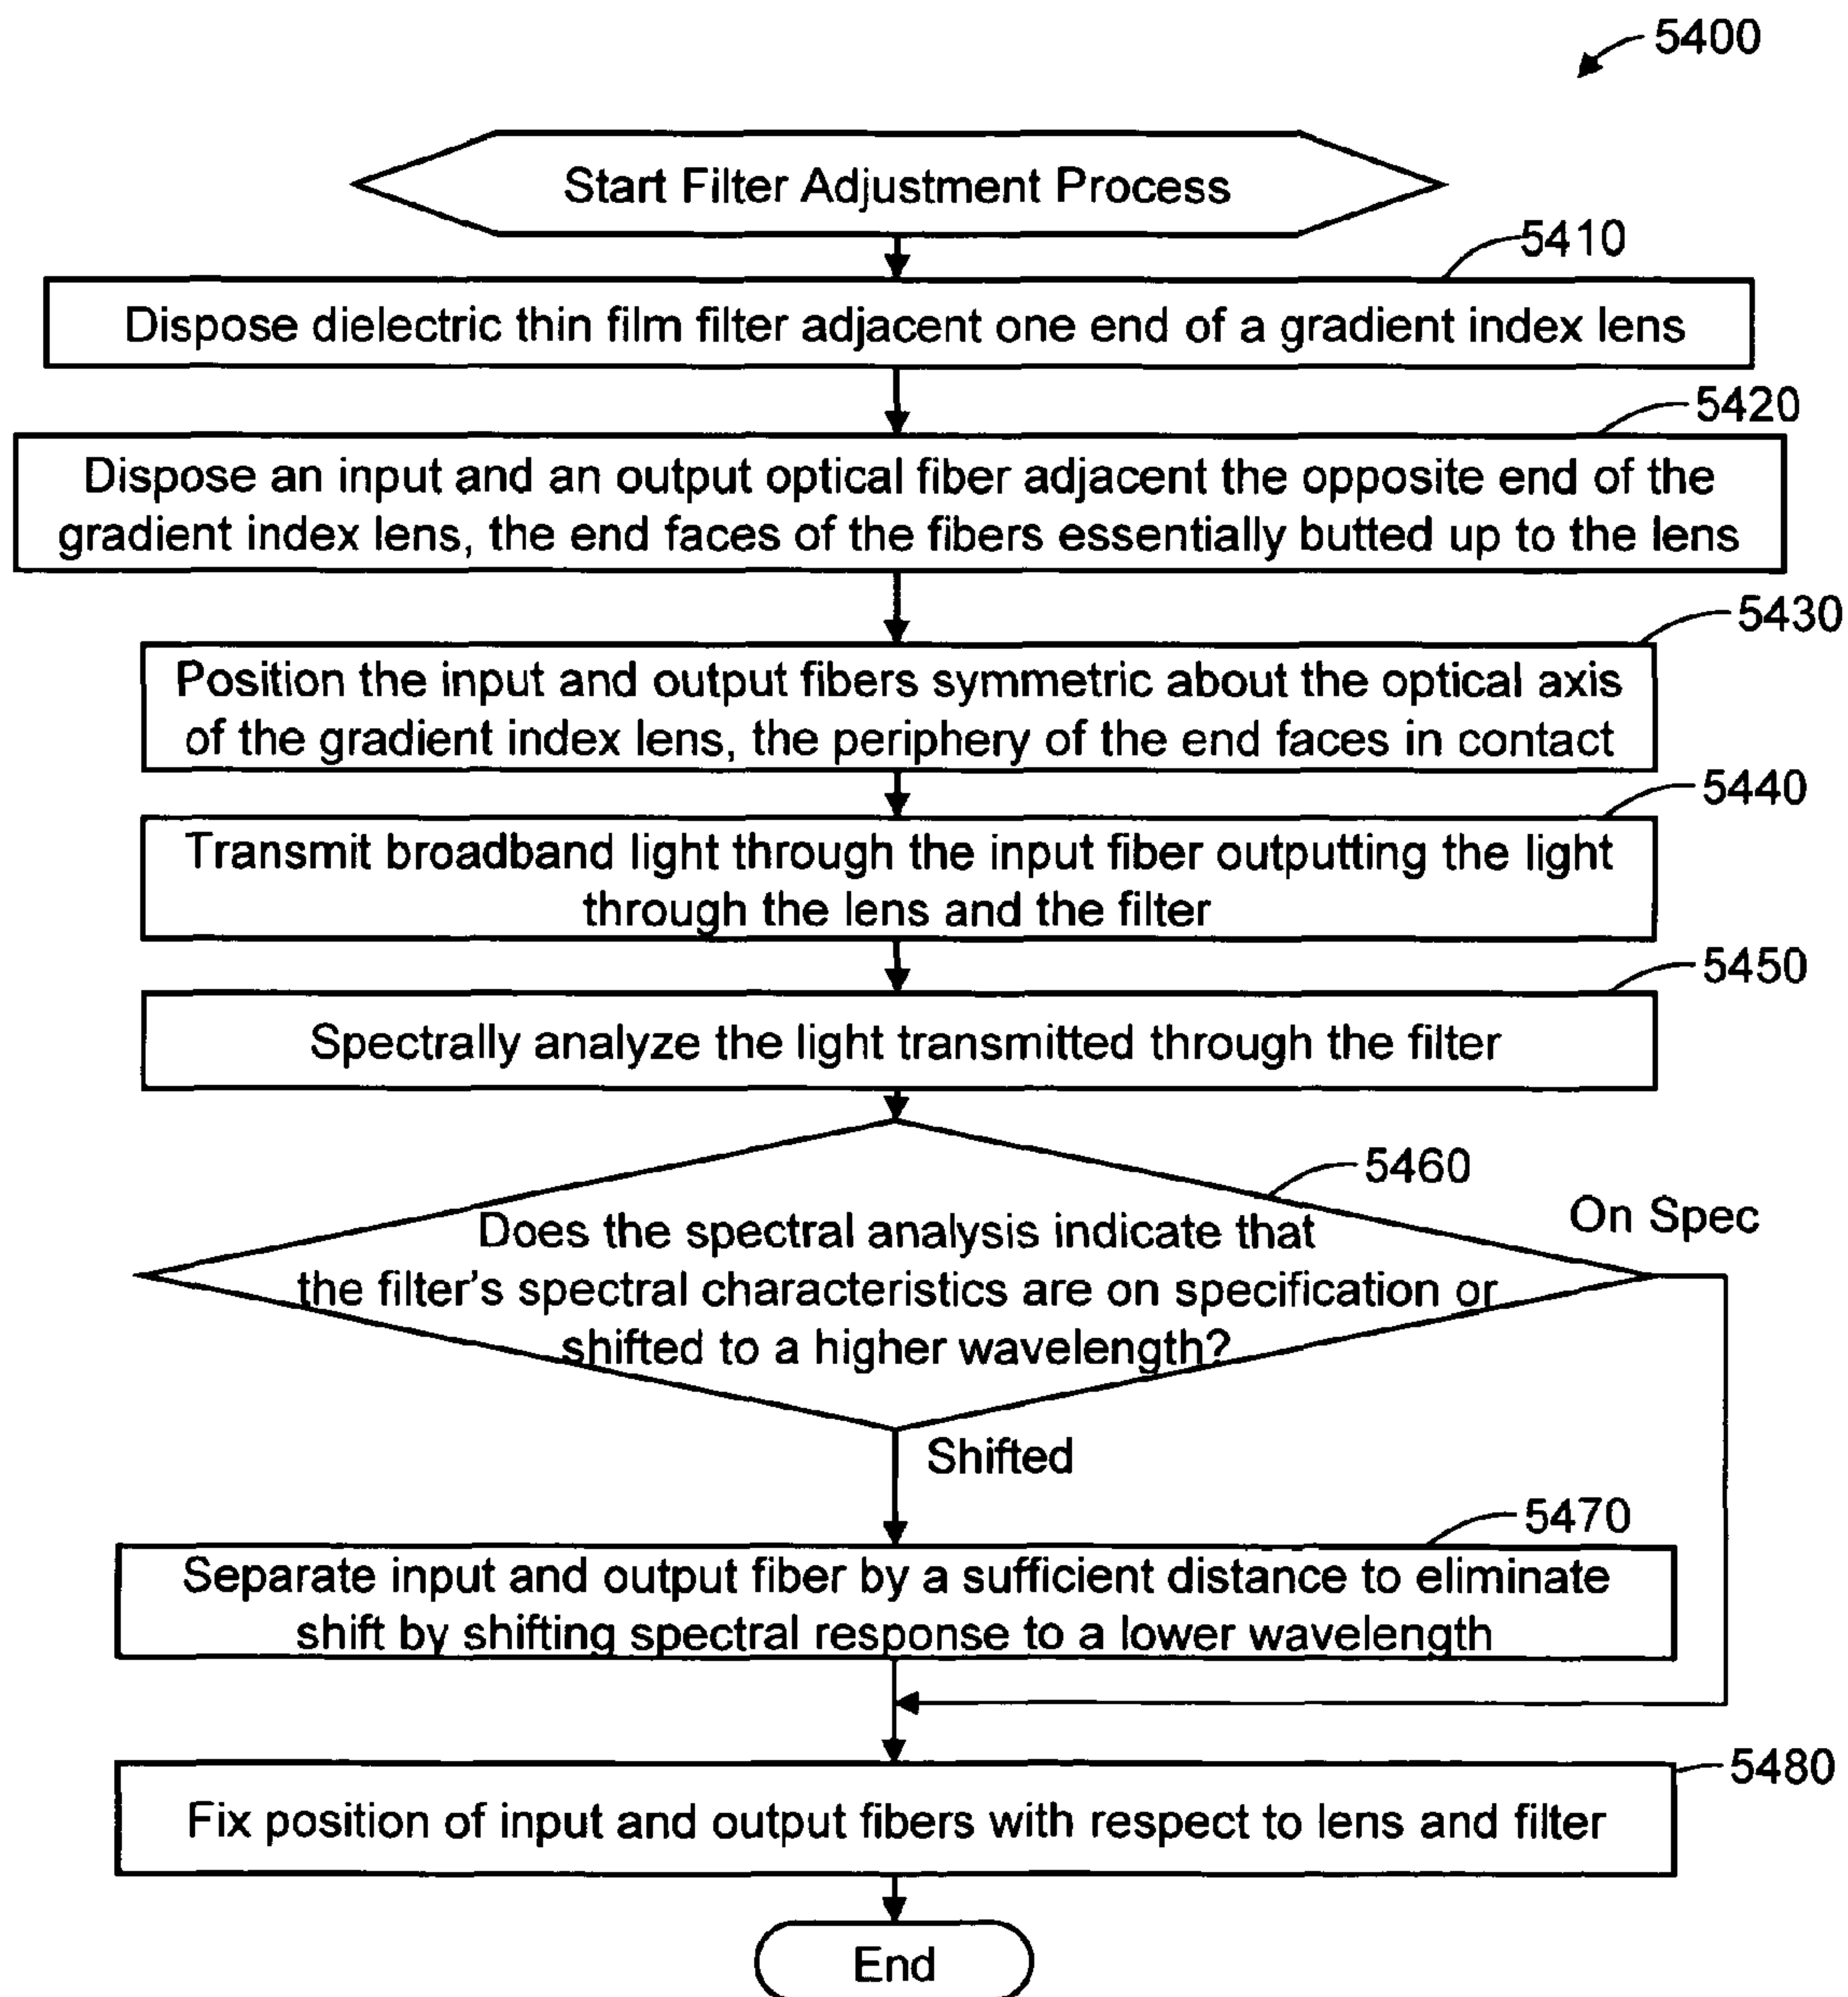 5400
Start Filter Adjustment Process
5410
Dispose dielectric thin film filter adjacent one end of a gradient index lens
5420
Dispose an input and an output optical fiber adjacent the opposite end of the
gradient index lens, the end faces of the fibers essentially butted up to the lens
5430
Position the input and output fibers symmetric about the optical axis
of the gradient index lens, the periphery of the end faces in contact
5440
Transmit broadband light through the input fiber outputting the light
through the lens and the filter
5450
Spectrally analyze the light transmitted through the filter
5460
On Spec
Does the spectral analysis indicate that
the filter's spectral characteristics are on specification or
shifted to a higher wavelength?
Shifted
5470
Separate input and output fiber by a sufficient distance to eliminate
shift by shifting spectral response to a lower wavelength
5480
Fix position of input and output fibers with respect to lens and filter
End